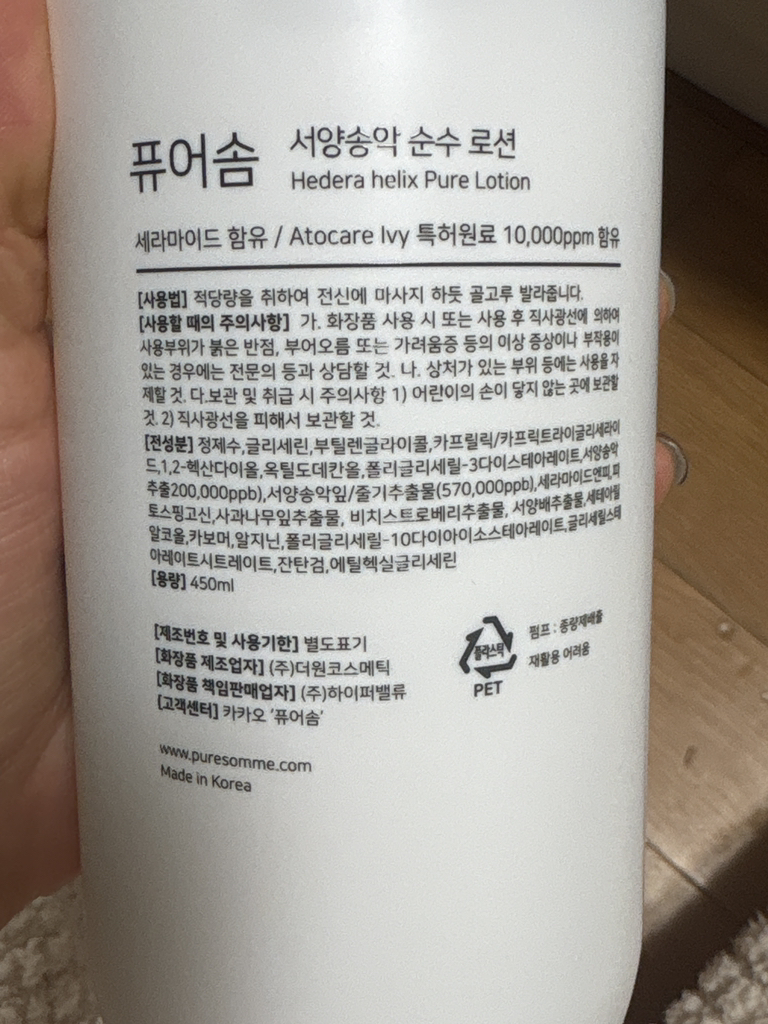 퓨어솜
서양송악 순수 로션
Hedera helix Pure Lotion
세라마이드 함유 / Atocare Ivy 특허원료 10,000ppm 함유
[사용법] 적당량을 취하여 전신에 마사지 하듯 골고루 발라줍니다.
[사용할 때의 주의사항] 가. 화장품 사용 시 또는 사용 후 직사광선에 의하여
사용부위가 붉은 반점, 부어오름 또는 가려움증 등의 이상 증상이나 부작용이
있는 경우에는 전문의 등과 상담할 것. 나. 상처가 있는 부위 등에는 사용을 자
제할 것. 다.보관 및 취급 시 주의사항 1) 어린이의 손이 닿지 않는 곳에 보관할
것. 2) 직사광선을 피해서 보관할 것.
[전성분] 정제수,글리세린,부틸렌글라이콜,카프릴릭/카프릭트라이글리세라이
드,1,2-헥산다이올,옥틸도데칸올,폴리글리세릴-3다이스테아레이트,서양송악
추출200,000ppb),서양송악잎/줄기추출물(570,000ppb),세라마이드엔피,파
토스핑고신,사과나무잎추출물, 비치스트로베리추출물, 서양배추출물,세테아릴
알코올,카보머,알지닌,폴리글리세릴-10다이아이소스테아레이트,글리세릴스테
아레이트시트레이트,잔탄검,에틸헥실글리세린
[용량] 450ml
[제조번호 및 사용기한] 별도표기
[화장품 제조업자] (주)더원코스메틱
[화장품 책임판매업자] (주)하이퍼밸류
[고객센터] 카카오 '퓨어솜'
플라스틱
PET
펌프 : 종량제배출
재활용 어려움
www.puresomme.com
Made in Korea